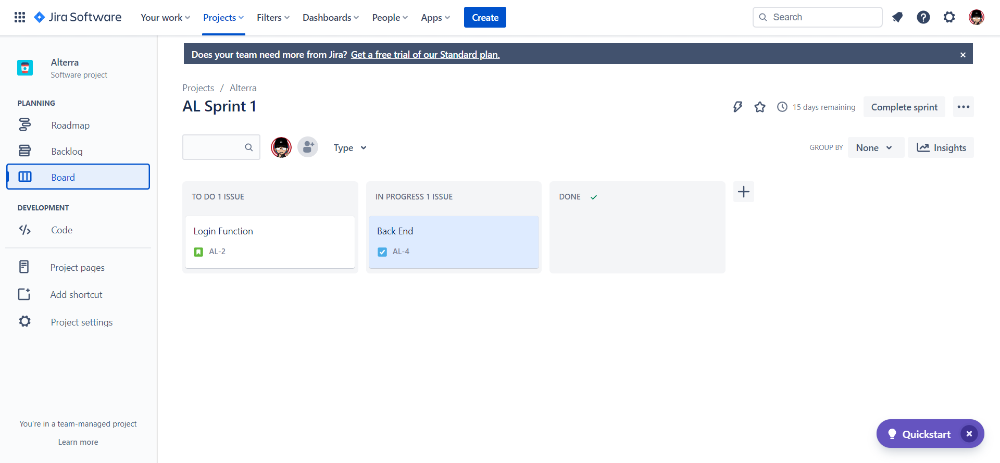 Jira Software Your work Projects Filters Dashboards People Apps Create Search
Does your team need more from Jira? Get a free trial of our Standard plan.
Alterra
Software project
PLANNING
Roadmap
Backlog
Board
DEVELOPMENT
Code
Project pages
Add shortcut
Project settings
You're in a team-managed project
Learn more
Projects / Alterra
AL Sprint 1
15 days remaining Complete sprint
Type
GROUP BY None Insights
TO DO 1 ISSUE
Login Function
AL-2
IN PROGRESS 1 ISSUE
Back End
AL-4
DONE
Quickstart